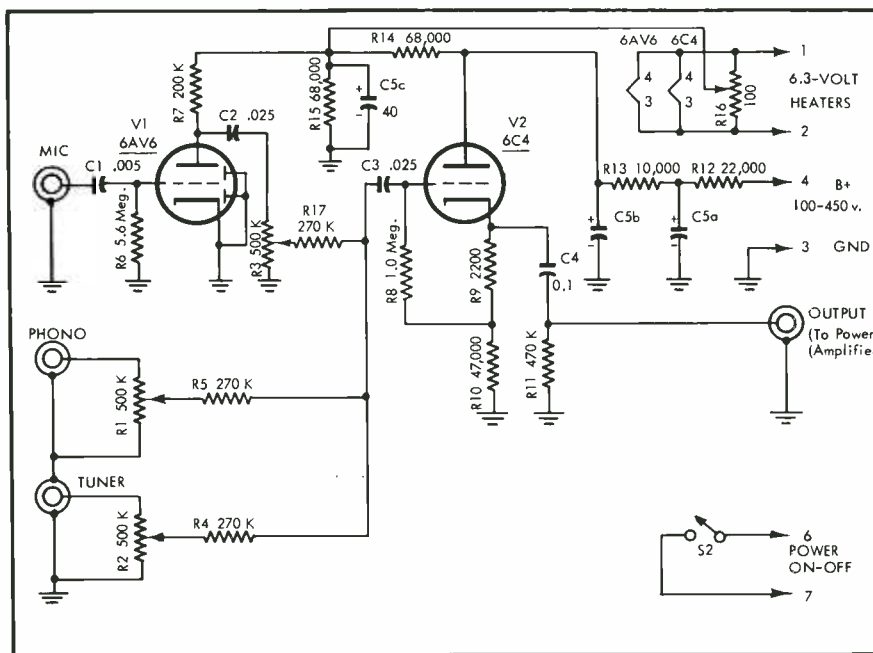 R14 68,000
6AV6 6C4
1
4 4
3 3
6.3-VOLT
HEATERS
R16 100
2
R7 200 K
R15 68,000
+ C5c
- 40
V1
6AV6
C2 .025
V2
6C4
MIC
C1 .005
C3 .025
R13 10,000
R12 22,000
4 B+
100-450 v.
R6 5.6 Meg.
R3 500 K
R17
270 K
R8 1.0 Meg.
R9 2200
C4
0.1
+ C5b
-
+ C5a
-
3 GND
OUTPUT
(To Power
(Amplifie
PHONO
R1 500 K
R5 270 K
R10 47,000
R11 470 K
TUNER
R2 500 K
R4 270 K
S2
6
POWER
ON-OFF
7